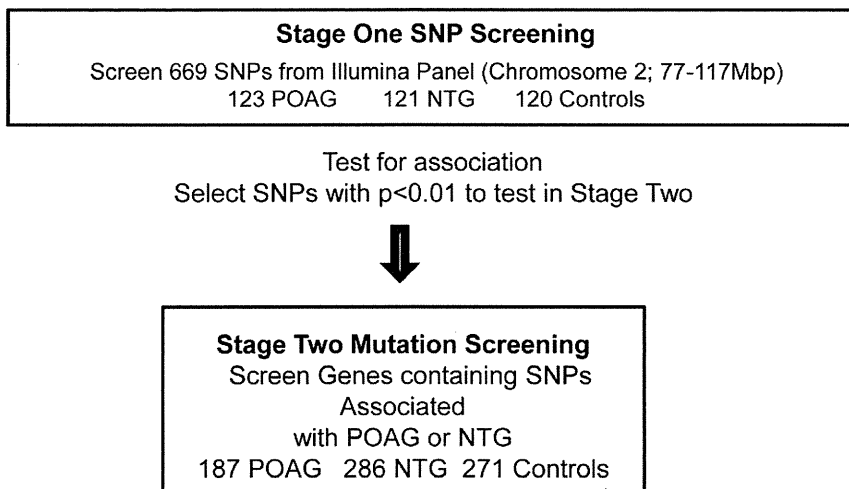 Stage One SNP Screening
Screen 669 SNPs from Illumina Panel (Chromosome 2; 77-117Mbp)
123 POAG 121 NTG 120 Controls
Test for association
Select SNPs with p<0.01 to test in Stage Two
Stage Two Mutation Screening
Screen Genes containing SNPs
Associated
with POAG or NTG
187 POAG 286 NTG 271 Controls